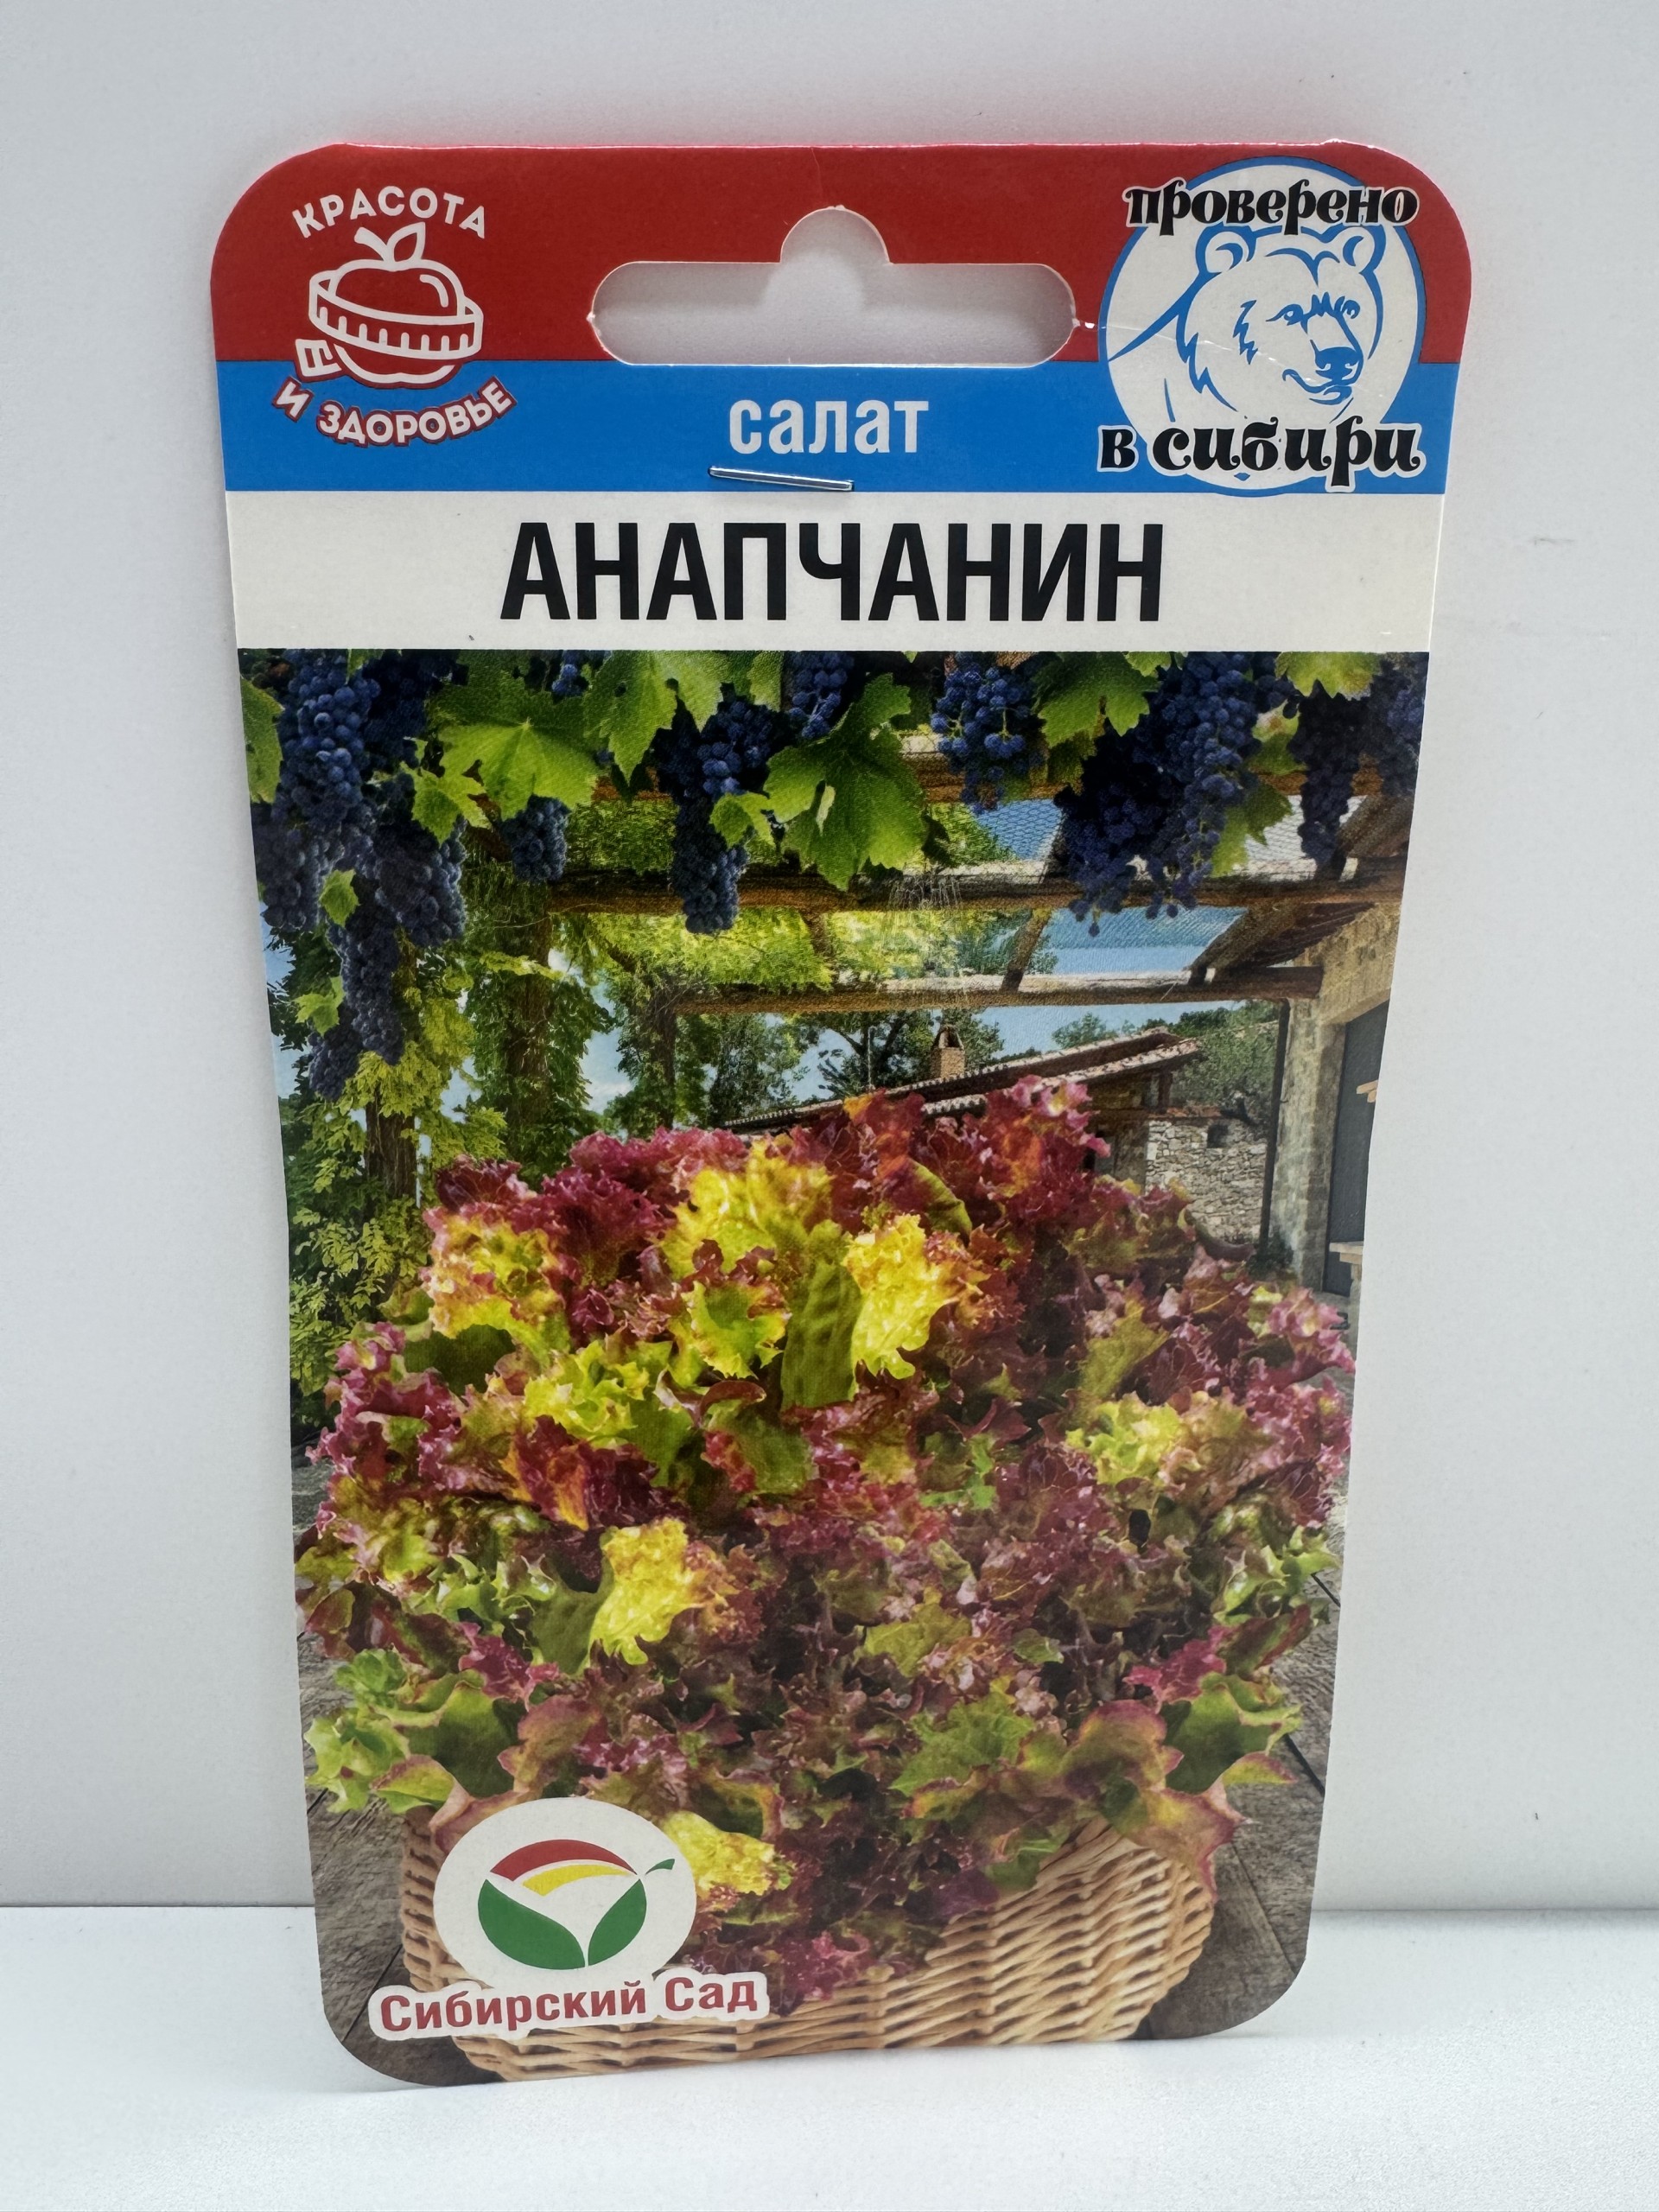 КРАСОТА
И ЗДОРОВЬЕ
проверено
в сибири
салат
АНАПЧАНИН
Сибирский Сад